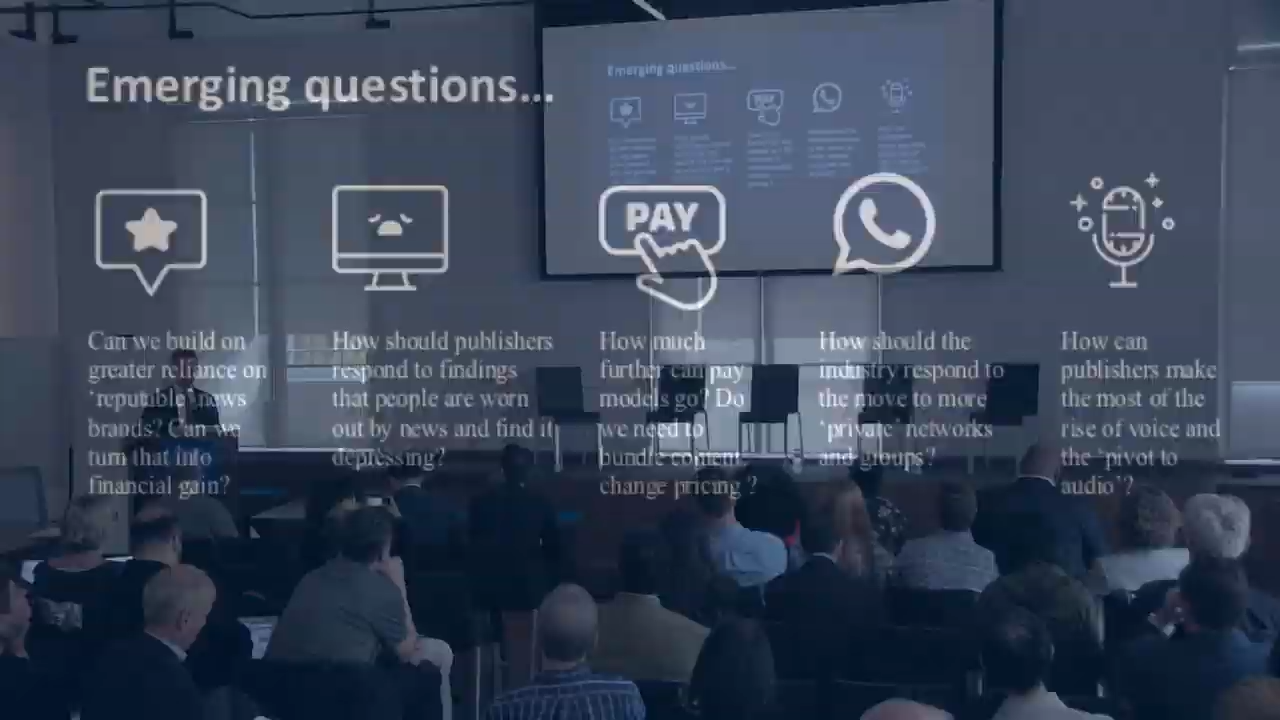 Emerging questions...
Emerging questions...
PAY
PAY
Can we build on
greater reliance on
'reputable' news
brands? Can we
turn that into
financial gain?
How should publishers
respond to findings
that people are worn
out by news and find it
depressing?
How much
further can pay
models go? Do
we need to
bundle content
change pricing ?
How should the
industry respond to
the move to more
'private' networks
and groups?
How can
publishers make
the most of the
rise of voice and
the 'pivot to
audio'?